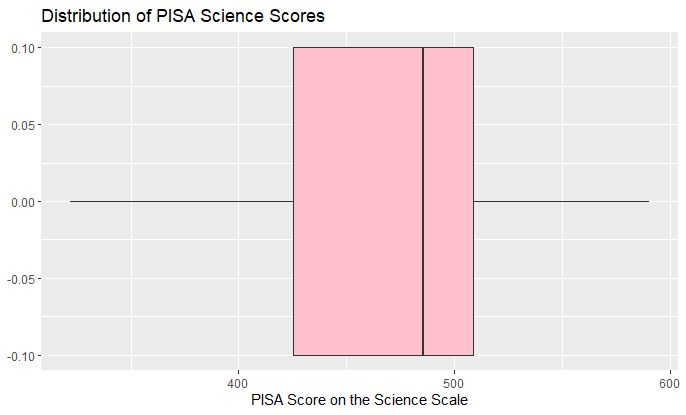 Distribution of PISA Science Scores
0.10
0.05
0.00
-0.05
-0.10
400 500 600
PISA Score on the Science Scale